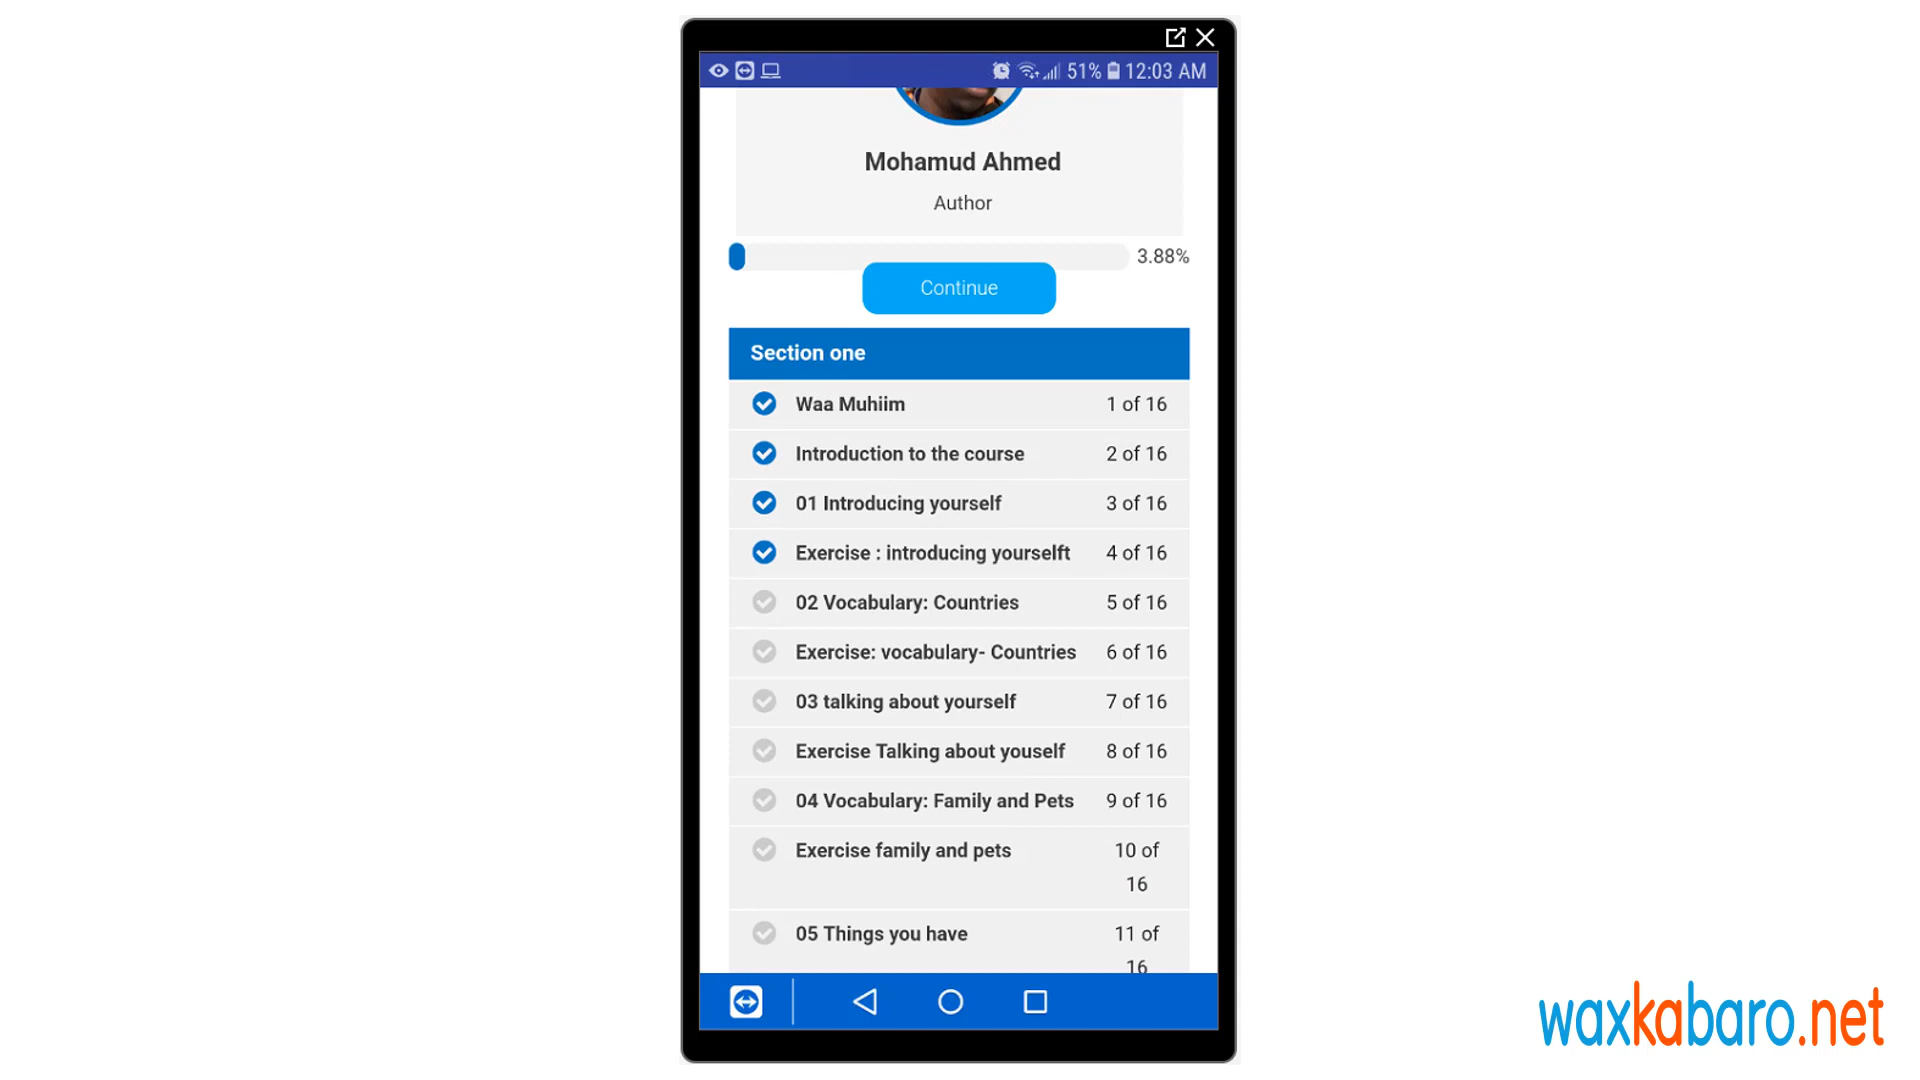 51% 12:03 AM
Mohamud Ahmed
Author
3.88%
Continue
Section one
Waa Muhiim 1 of 16
Introduction to the course 2 of 16
01 Introducing yourself 3 of 16
Exercise : introducing yourselft 4 of 16
02 Vocabulary: Countries 5 of 16
Exercise: vocabulary- Countries 6 of 16
03 talking about yourself 7 of 16
Exercise Talking about youself 8 of 16
04 Vocabulary: Family and Pets 9 of 16
Exercise family and pets 10 of
16
05 Things you have 11 of
16
waxkabaro.net